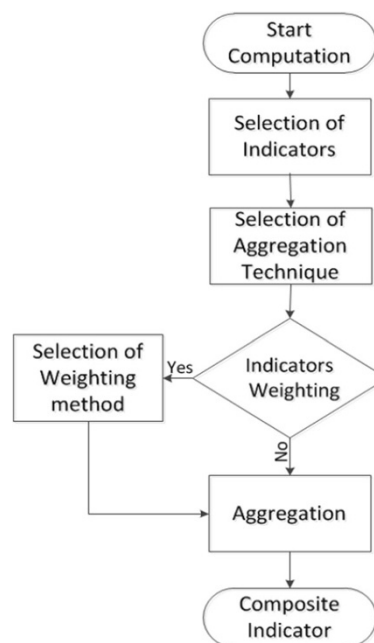 Start
Computation
Selection of
Indicators
Selection of
Aggregation
Technique
Indicators
Weighting
Yes
Selection of
Weighting
method
No
Aggregation
Composite
Indicator